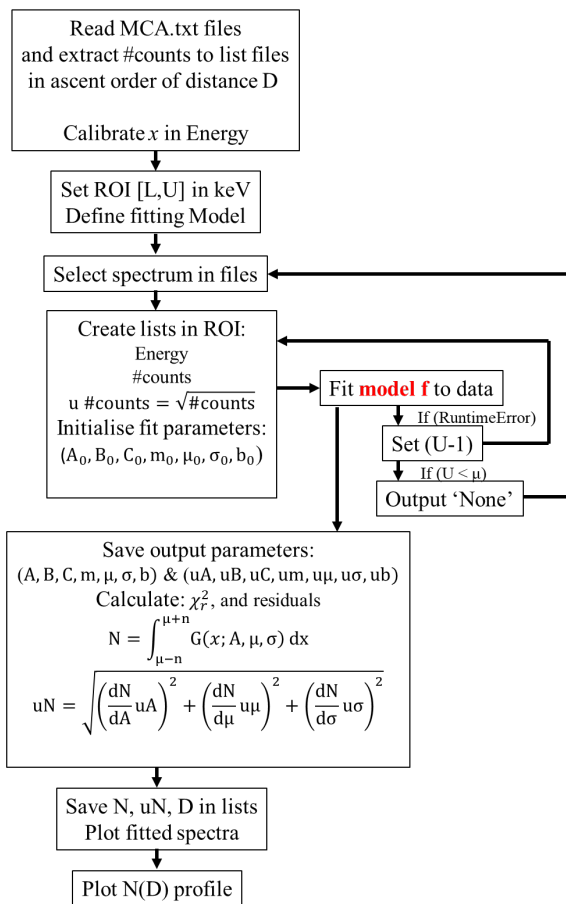 Read MCA.txt files
and extract #counts to list files
in ascent order of distance D
Calibrate x in Energy
Set ROI [L,U] in keV
Define fitting Model
Select spectrum in files
Create lists in ROI:
Energy
#counts
u #counts = √#counts
Initialise fit parameters:
(A₀, B₀, C₀, m₀, μ₀, σ₀, b₀)
Fit model f to data
If (RuntimeError)
Set (U-1)
If (U < μ)
Output ‘None’
Save output parameters:
(A, B, C, m, μ, σ, b) & (uA, uB, uC, um, uμ, uσ, ub)
Calculate: χ²ᵣ, and residuals
N = ∫_{μ−n}^{μ+n} G(x; A, μ, σ) dx
uN = √((dN/dA uA)² + (dN/dμ uμ)² + (dN/dσ uσ)²)
Save N, uN, D in lists
Plot fitted spectra
Plot N(D) profile